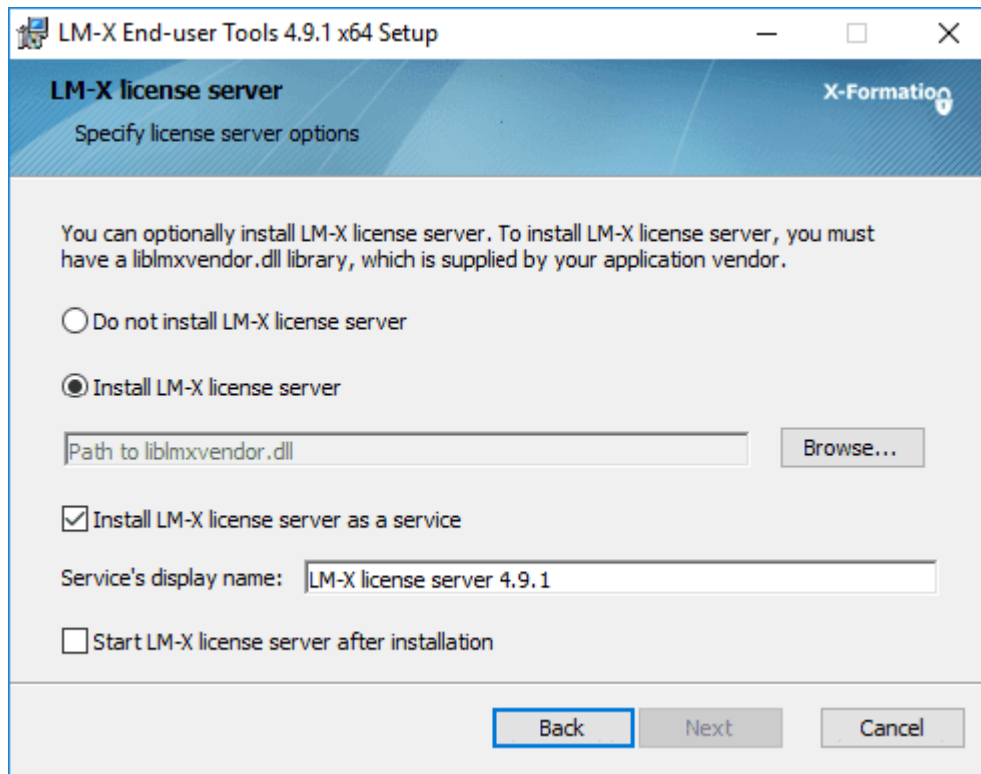 LM-X End-user Tools 4.9.1 x64 Setup
LM-X license server
X-Formation
Specify license server options
You can optionally install LM-X license server. To install LM-X license server, you must
have a liblmxvendor.dll library, which is supplied by your application vendor.
Do not install LM-X license server
Install LM-X license server
Path to liblmxvendor.dll
Browse...
Install LM-X license server as a service
Service's display name: LM-X license server 4.9.1
Start LM-X license server after installation
Back Next Cancel